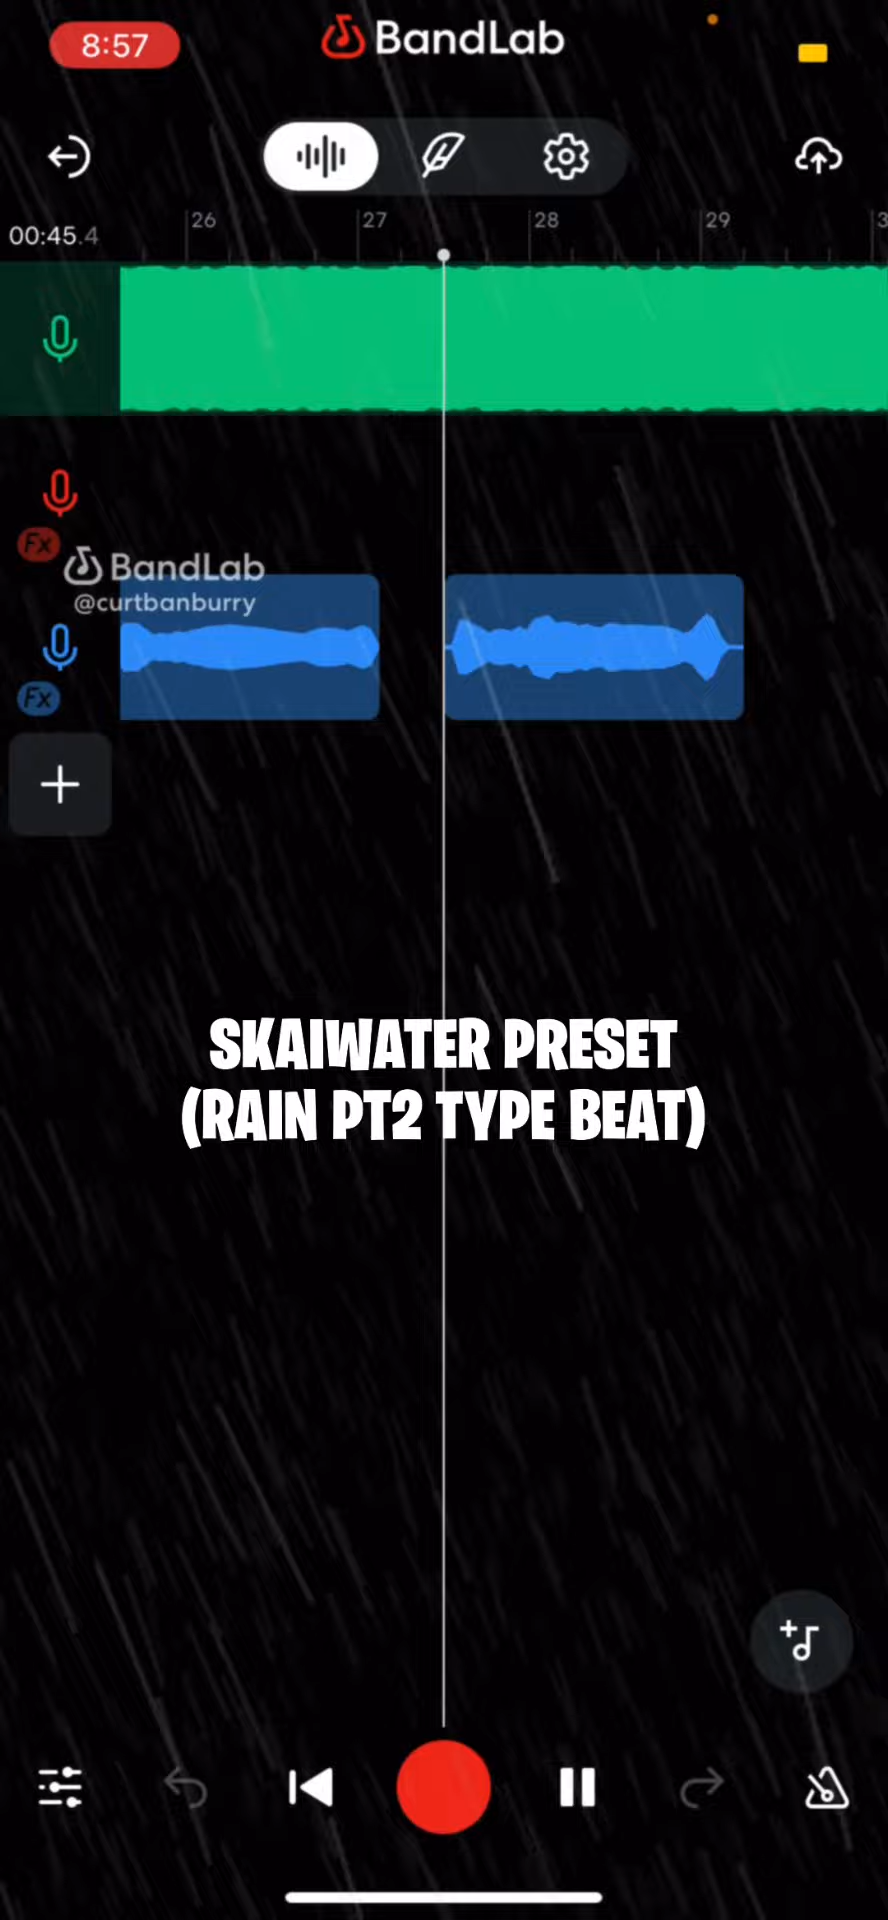 8:57
BandLab
26 27 28 29 3
00:45.4
Fx
BandLab
@curtbanburry
Fx
SKAIWATER PRESET
(RAIN PT2 TYPE BEAT)